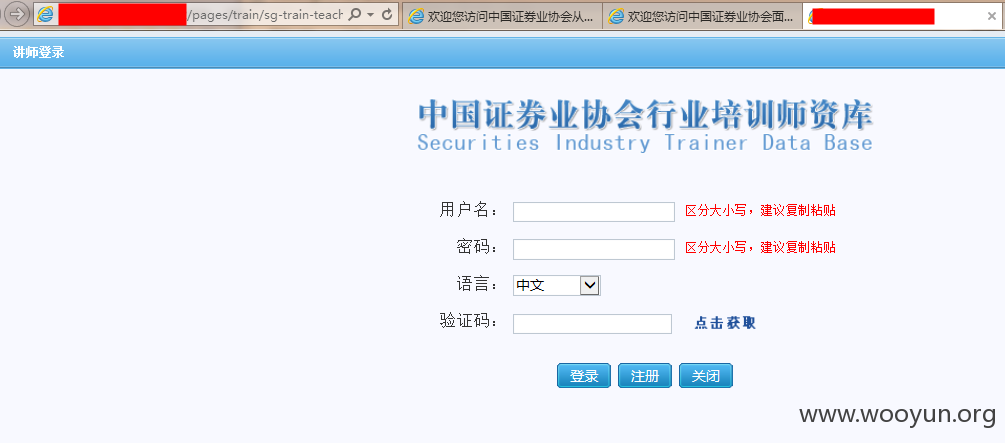 /pages/train/sg-train-teach
欢迎您访问中国证券业协会从...
欢迎您访问中国证券业协会面...
讲师登录
中国证券业协会行业培训师资库
Securities Industry Trainer Data Base
用户名： 区分大小写，建议复制粘贴
密码： 区分大小写，建议复制粘贴
语言： 中文
验证码： 点击获取
登录 注册 关闭
www.wooyun.org